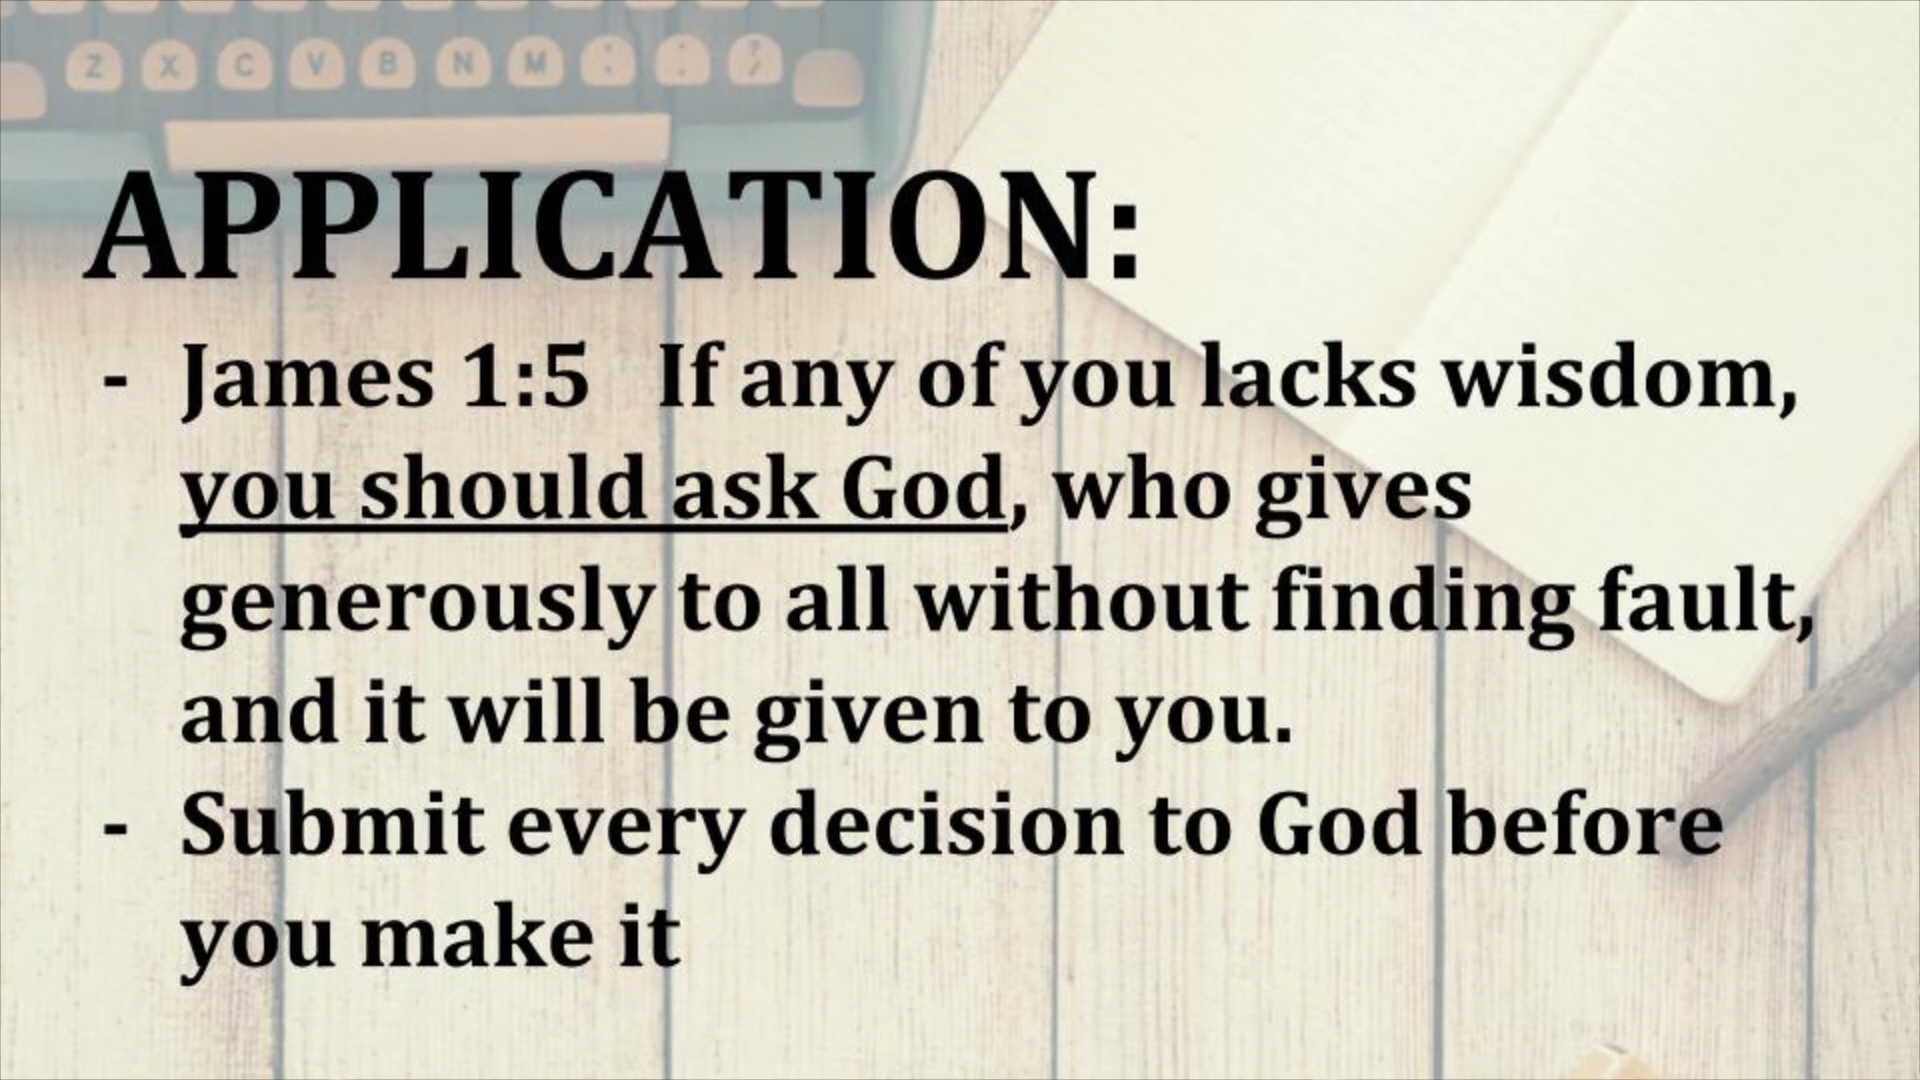 Z X C V B N M : . ? /
APPLICATION:
- James 1:5 If any of you lacks wisdom,
you should ask God, who gives
generously to all without finding fault,
and it will be given to you.
- Submit every decision to God before
you make it